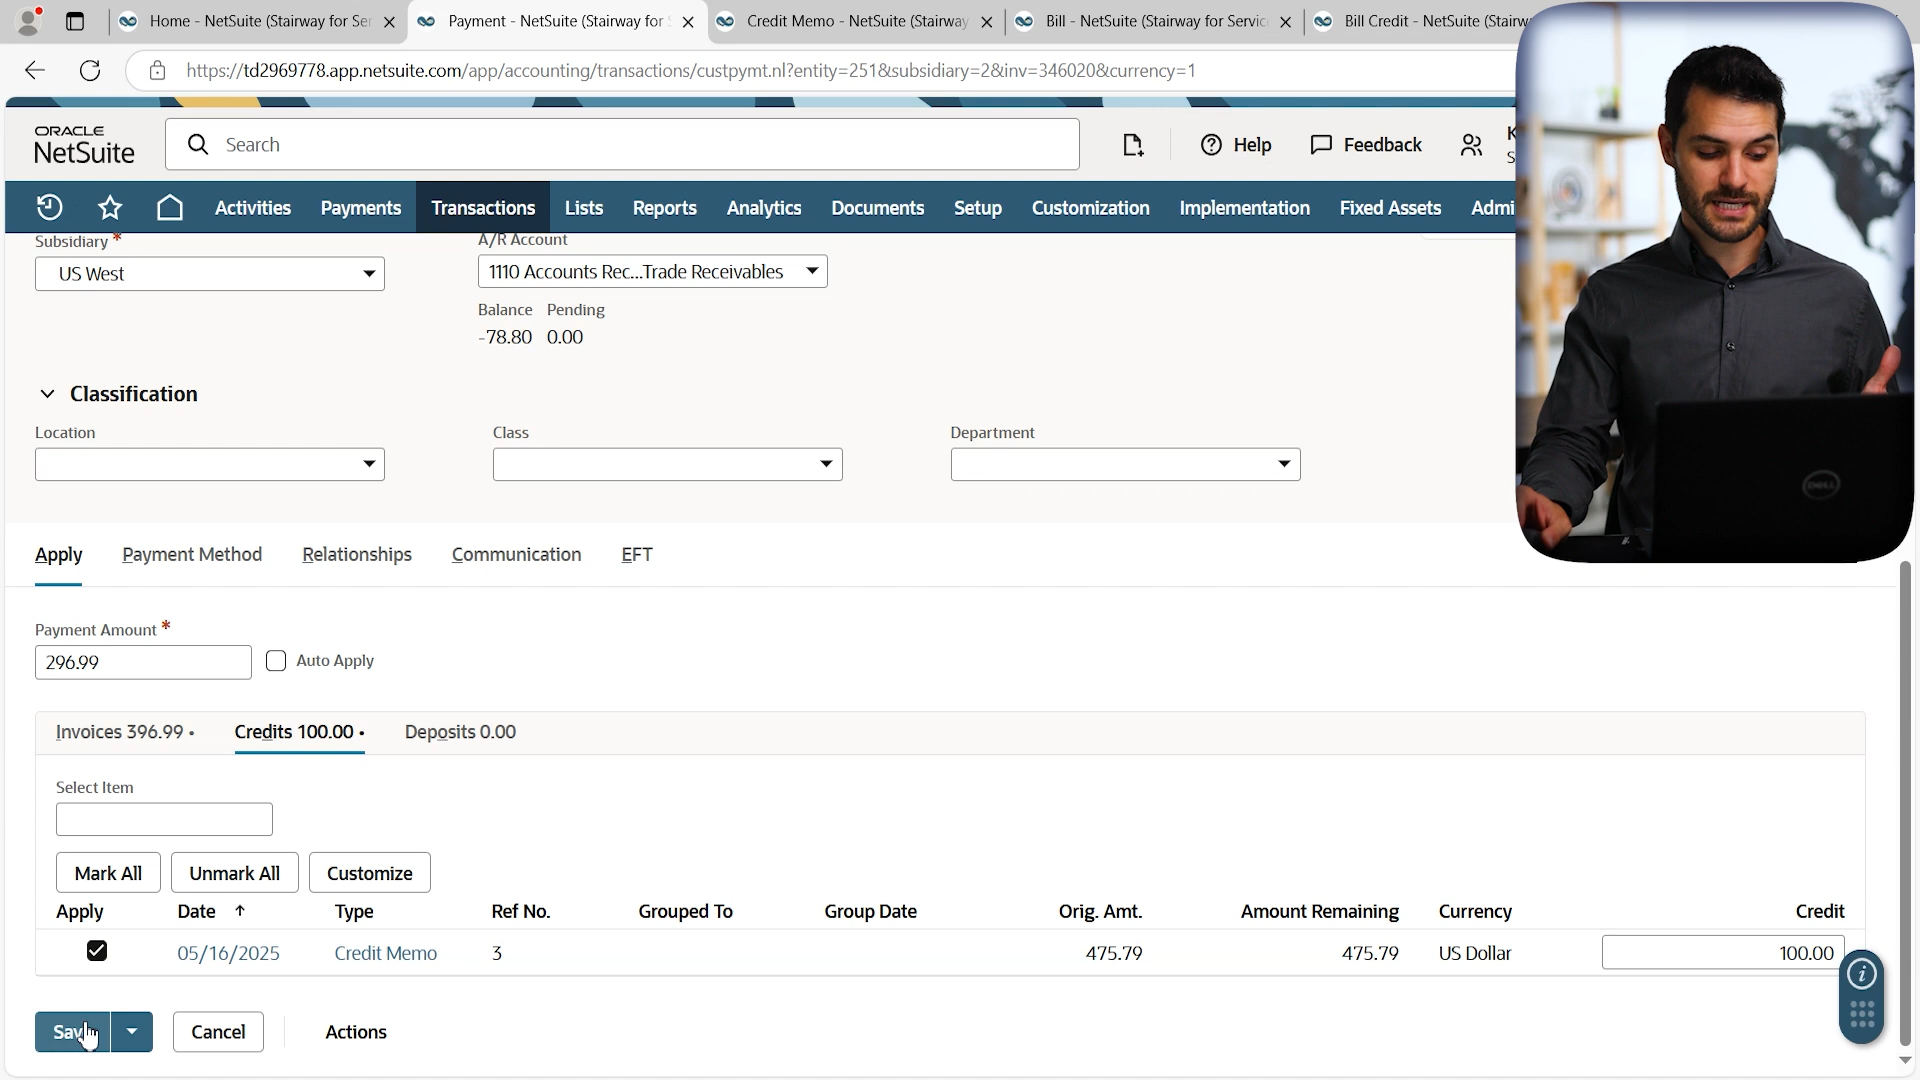 Home - NetSuite (Stairway for Ser
Payment - NetSuite (Stairway for S
Credit Memo - NetSuite (Stairway
Bill - NetSuite (Stairway for Servic
Bill Credit - NetSuite (Stairw
https://td2969778.app.netsuite.com/app/accounting/transactions/custpymt.nl?entity=251&subsidiary=2&inv=346020&currency=1
ORACLE
NetSuite
Search
Help
Feedback
Activities
Payments
Transactions
Lists
Reports
Analytics
Documents
Setup
Customization
Implementation
Fixed Assets
Admi
Subsidiary *
US West
A/R Account
1110 Accounts Rec...Trade Receivables
Balance Pending
-78.80 0.00
Classification
Location
Class
Department
Apply
Payment Method
Relationships
Communication
EFT
Payment Amount *
296.99
Auto Apply
Invoices 396.99 •
Credits 100.00 •
Deposits 0.00
Select Item
Mark All
Unmark All
Customize
Apply Date Type Ref No. Grouped To Group Date Orig. Amt. Amount Remaining Currency Credit
05/16/2025 Credit Memo 3 475.79 475.79 US Dollar 100.00
Sav
Cancel
Actions
DELL